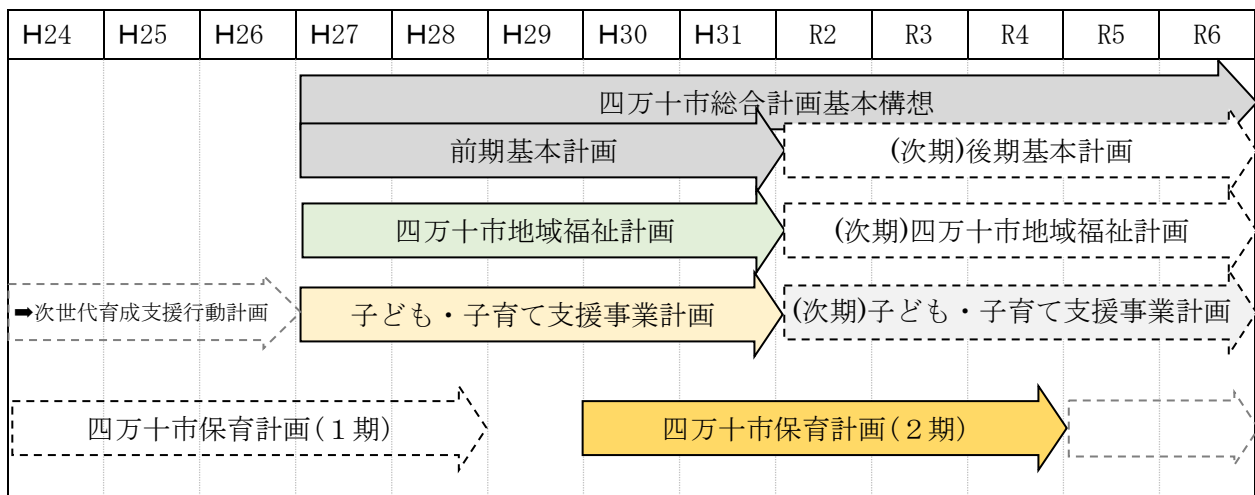 H24 H25 H26 H27 H28 H29 H30 H31 R2 R3 R4 R5 R6
四万十市総合計画基本構想
前期基本計画 (次期)後期基本計画
四万十市地域福祉計画 (次期)四万十市地域福祉計画
➡次世代育成支援行動計画 子ども・子育て支援事業計画 (次期)子ども・子育て支援事業計画
四万十市保育計画(１期) 四万十市保育計画(２期)